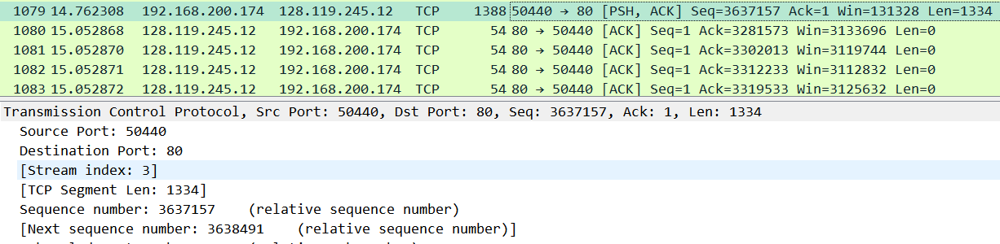 1079 14.762308 192.168.200.174 128.119.245.12 TCP 1388 50440 → 80 [PSH, ACK] Seq=3637157 Ack=1 Win=131328 Len=1334
1080 15.052868 128.119.245.12 192.168.200.174 TCP 54 80 → 50440 [ACK] Seq=1 Ack=3281573 Win=3133696 Len=0
1081 15.052870 128.119.245.12 192.168.200.174 TCP 54 80 → 50440 [ACK] Seq=1 Ack=3302013 Win=3119744 Len=0
1082 15.052871 128.119.245.12 192.168.200.174 TCP 54 80 → 50440 [ACK] Seq=1 Ack=3312233 Win=3112832 Len=0
1083 15.052872 128.119.245.12 192.168.200.174 TCP 54 80 → 50440 [ACK] Seq=1 Ack=3319533 Win=3125632 Len=0
Transmission Control Protocol, Src Port: 50440, Dst Port: 80, Seq: 3637157, Ack: 1, Len: 1334
Source Port: 50440
Destination Port: 80
[Stream index: 3]
[TCP Segment Len: 1334]
Sequence number: 3637157 (relative sequence number)
[Next sequence number: 3638491 (relative sequence number)]